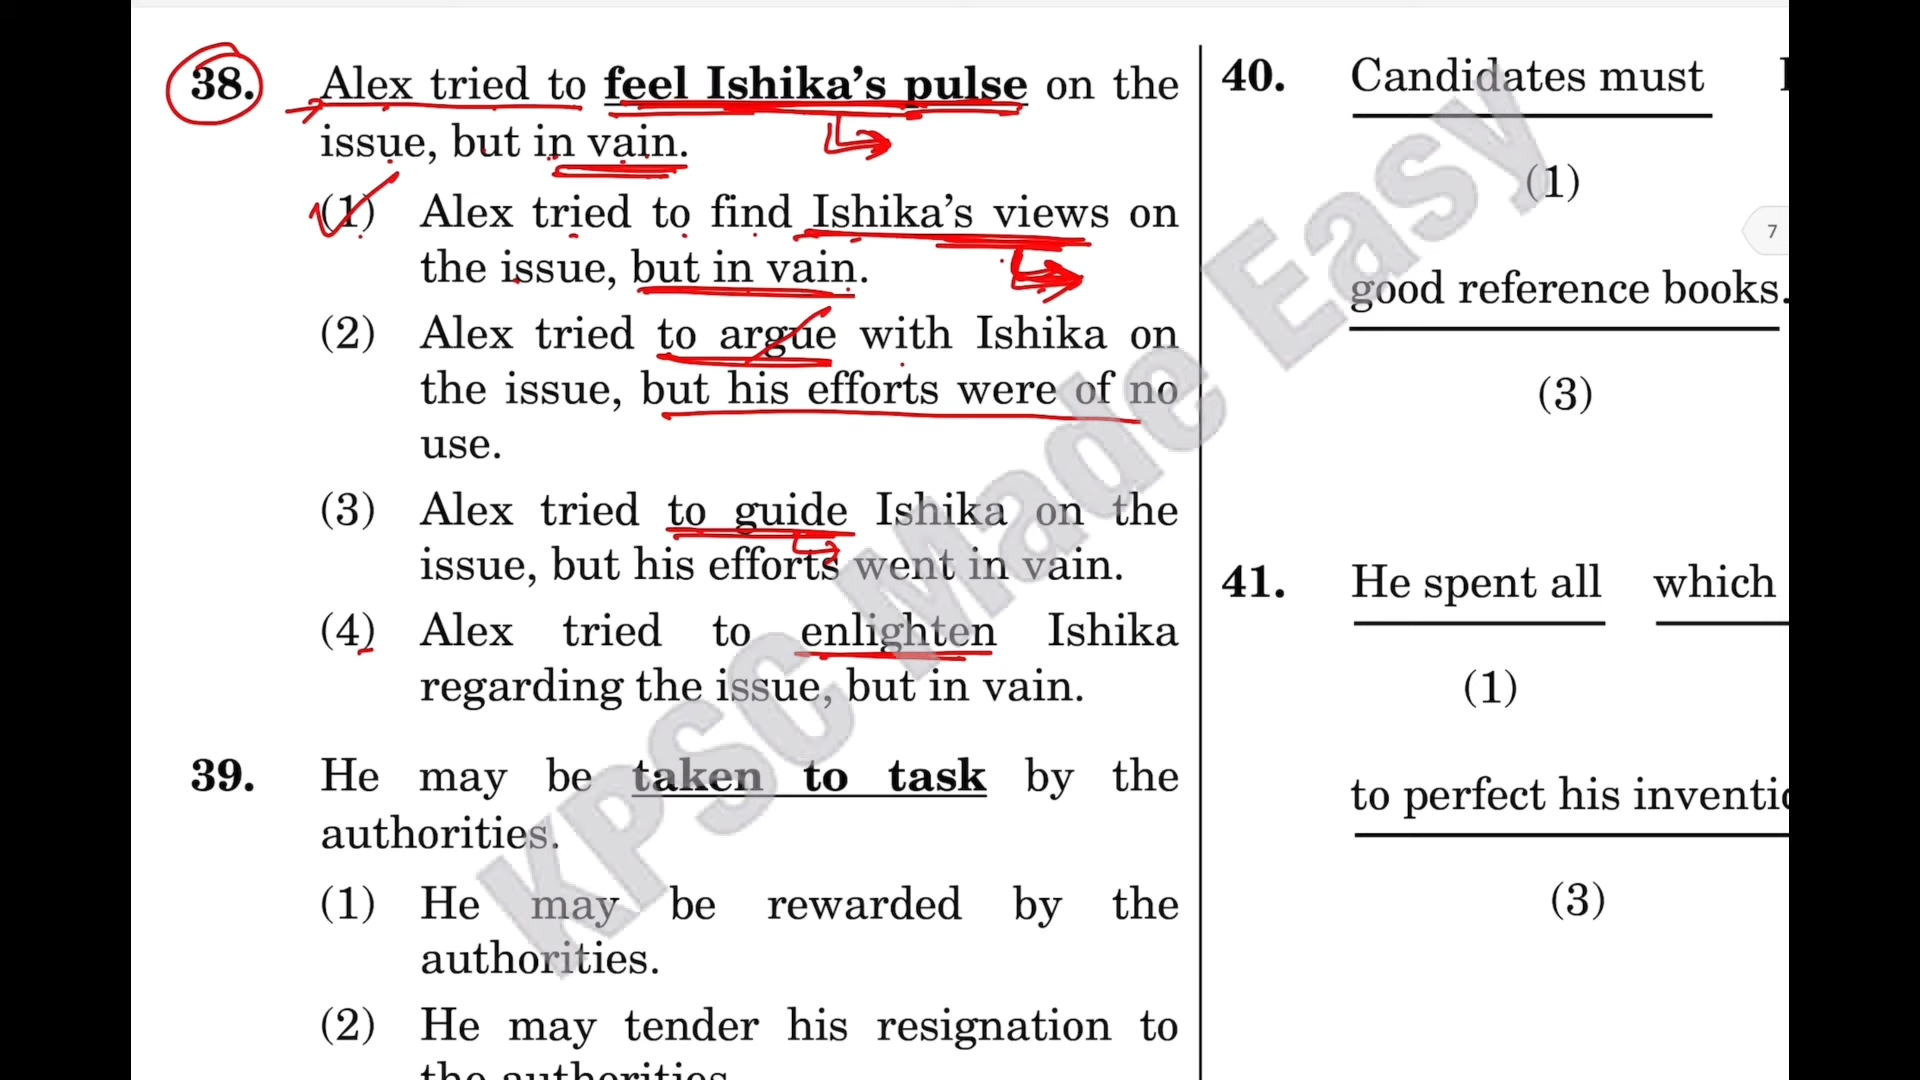 38. Alex tried to feel Ishika’s pulse on the
issue, but in vain.
(1) Alex tried to find Ishika’s views on
the issue, but in vain.
(2) Alex tried to argue with Ishika on
the issue, but his efforts were of no
use.
(3) Alex tried to guide Ishika on the
issue, but his efforts went in vain.
(4) Alex tried to enlighten Ishika
regarding the issue, but in vain.
39. He may be taken to task by the
authorities.
(1) He may be rewarded by the
authorities.
(2) He may tender his resignation to
the authorities.
40. Candidates must
(1)
good reference books.
(3)
41. He spent all which
(1)
to perfect his
(3)
7
KPSC Made Easy